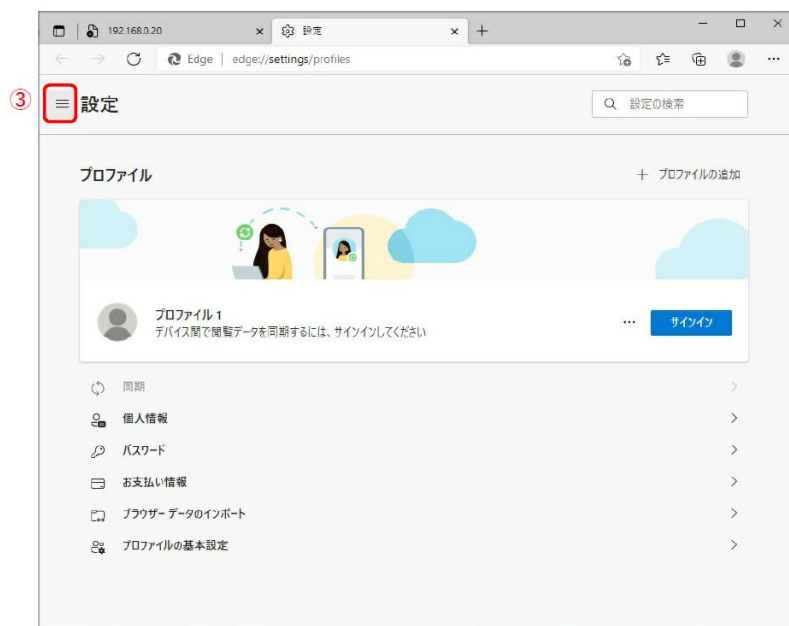 192.168.0.20
設定
Edge | edge://settings/profiles
③
設定
設定の検索
プロファイル
プロファイルの追加
プロファイル 1
デバイス間で閲覧データを同期するには、サインインしてください
サインイン
同期
個人情報
パスワード
お支払い情報
ブラウザー データのインポート
プロファイルの基本設定